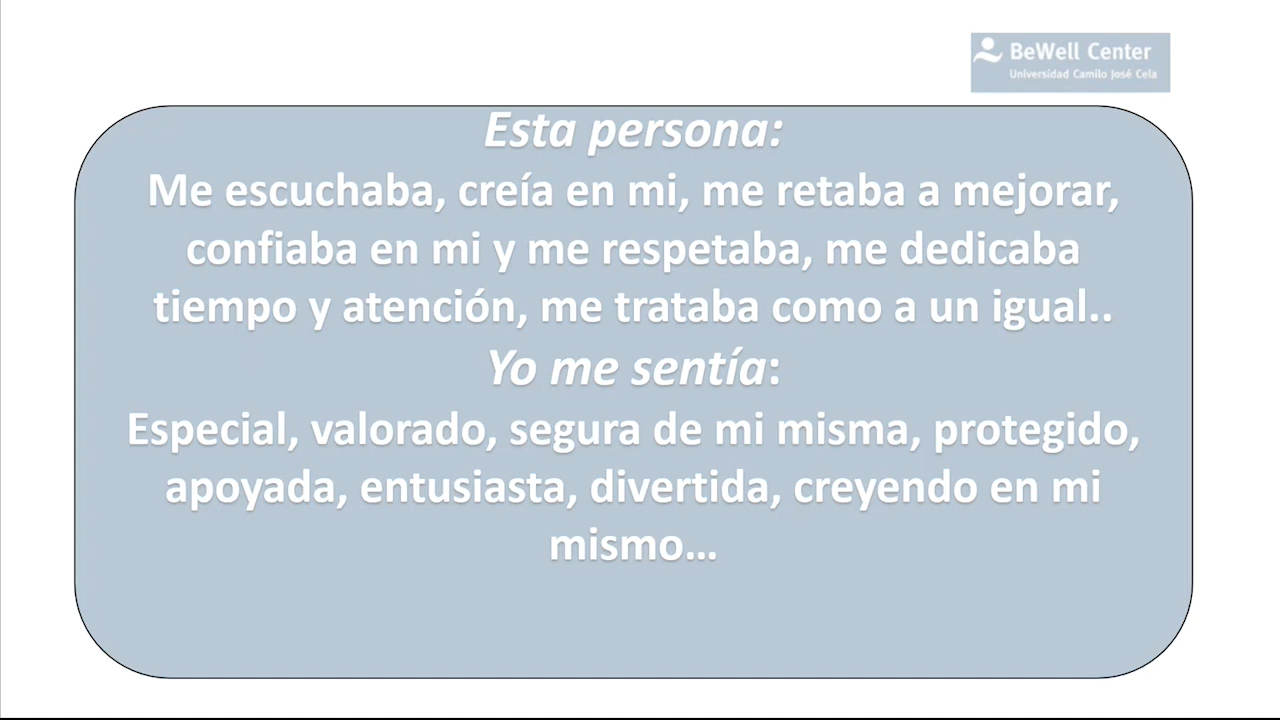 BeWell Center
Universidad Camilo José Cela
Esta persona:
Me escuchaba, creía en mi, me retaba a mejorar,
confiaba en mi y me respetaba, me dedicaba
tiempo y atención, me trataba como a un igual..
Yo me sentía:
Especial, valorado, segura de mi misma, protegido,
apoyada, entusiasta, divertida, creyendo en mi
mismo…